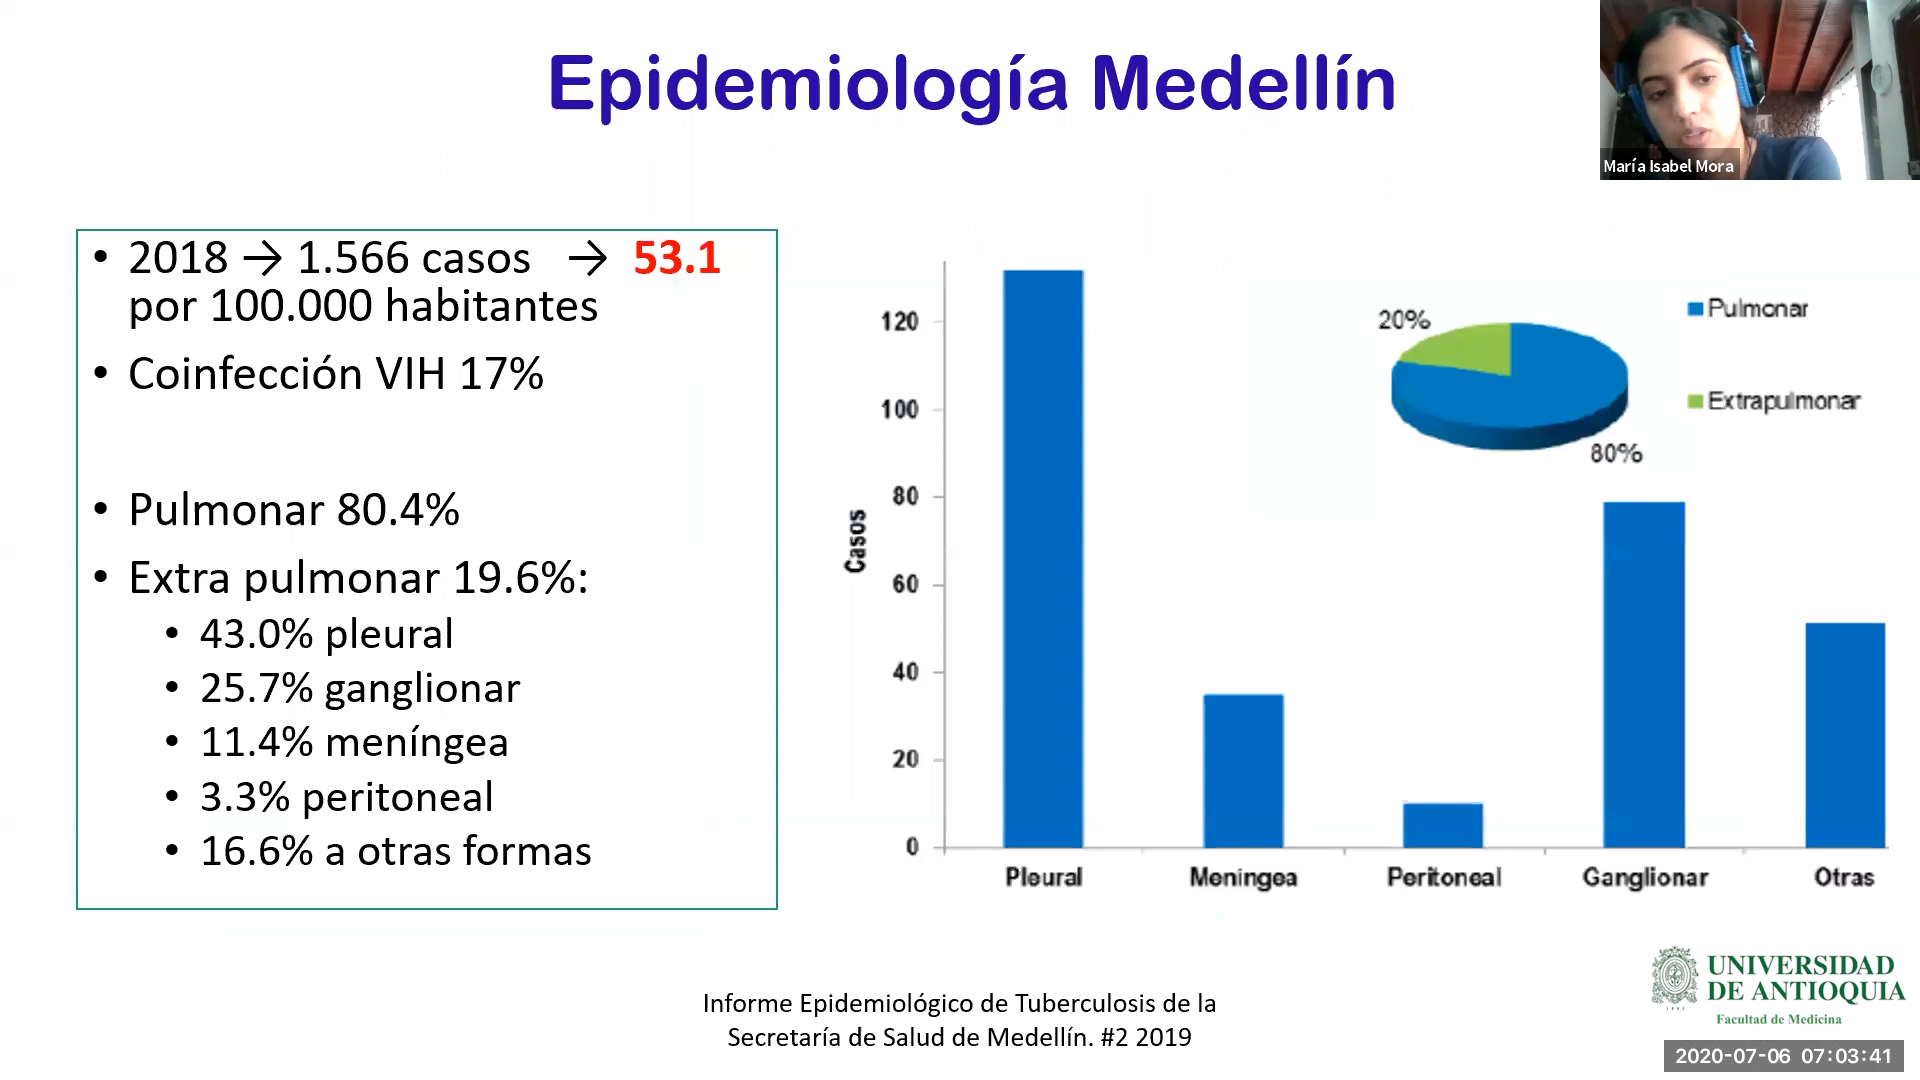 Epidemiología Medellín
María Isabel Mora
• 2018 → 1.566 casos → 53.1
por 100.000 habitantes
• Coinfección VIH 17%
• Pulmonar 80.4%
• Extra pulmonar 19.6%:
• 43.0% pleural
• 25.7% ganglionar
• 11.4% meníngea
• 3.3% peritoneal
• 16.6% a otras formas
Casos
120
100
80
60
40
20
0
Pleural
Meníngea
Peritoneal
Ganglionar
Otras
20%
80%
Pulmonar
Extrapulmonar
Informe Epidemiológico de Tuberculosis de la
Secretaría de Salud de Medellín. #2 2019
UNIVERSIDAD
DE ANTIOQUIA
Facultad de Medicina
2020-07-06 07:03:41